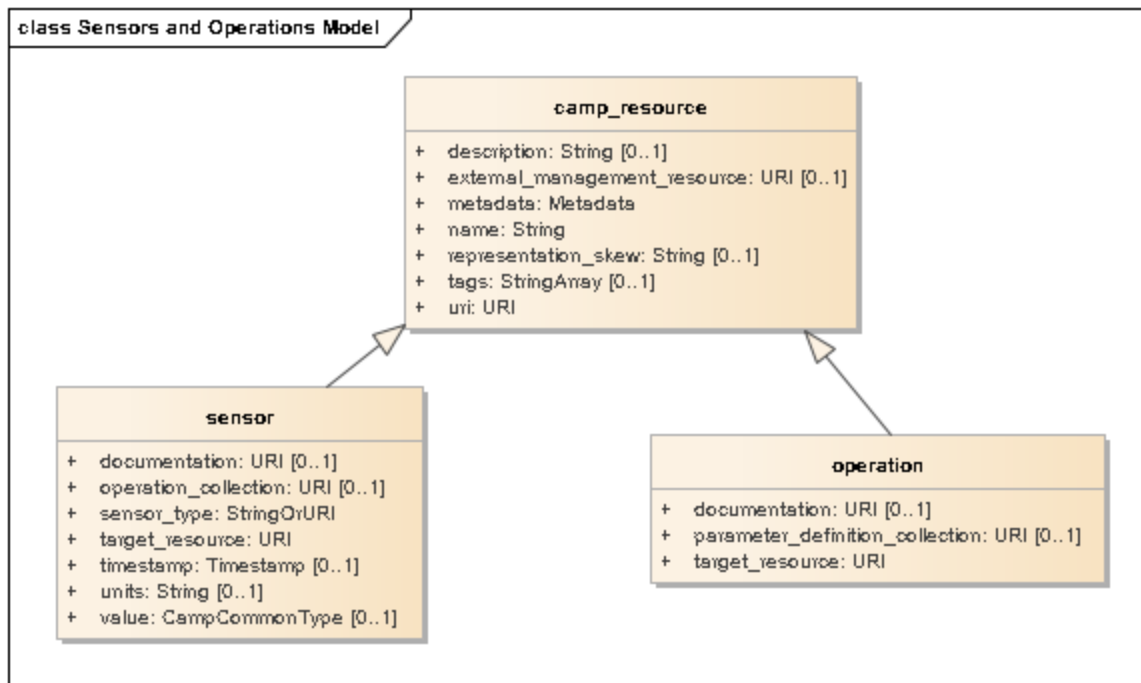 class Sensors and Operations Model
camp_resource
+ description: String [0..1]
+ external_management_resource: URI [0..1]
+ metadata: Metadata
+ name: String
+ representation_skew: String [0..1]
+ tags: StringArray [0..1]
+ uri: URI
sensor
+ documentation: URI [0..1]
+ operation_collection: URI [0..1]
+ sensor_type: StringOrURI
+ target_resource: URI
+ timestamp: Timestamp [0..1]
+ units: String [0..1]
+ value: CampCommonType [0..1]
operation
+ documentation: URI [0..1]
+ parameter_definition_collection: URI [0..1]
+ target_resource: URI